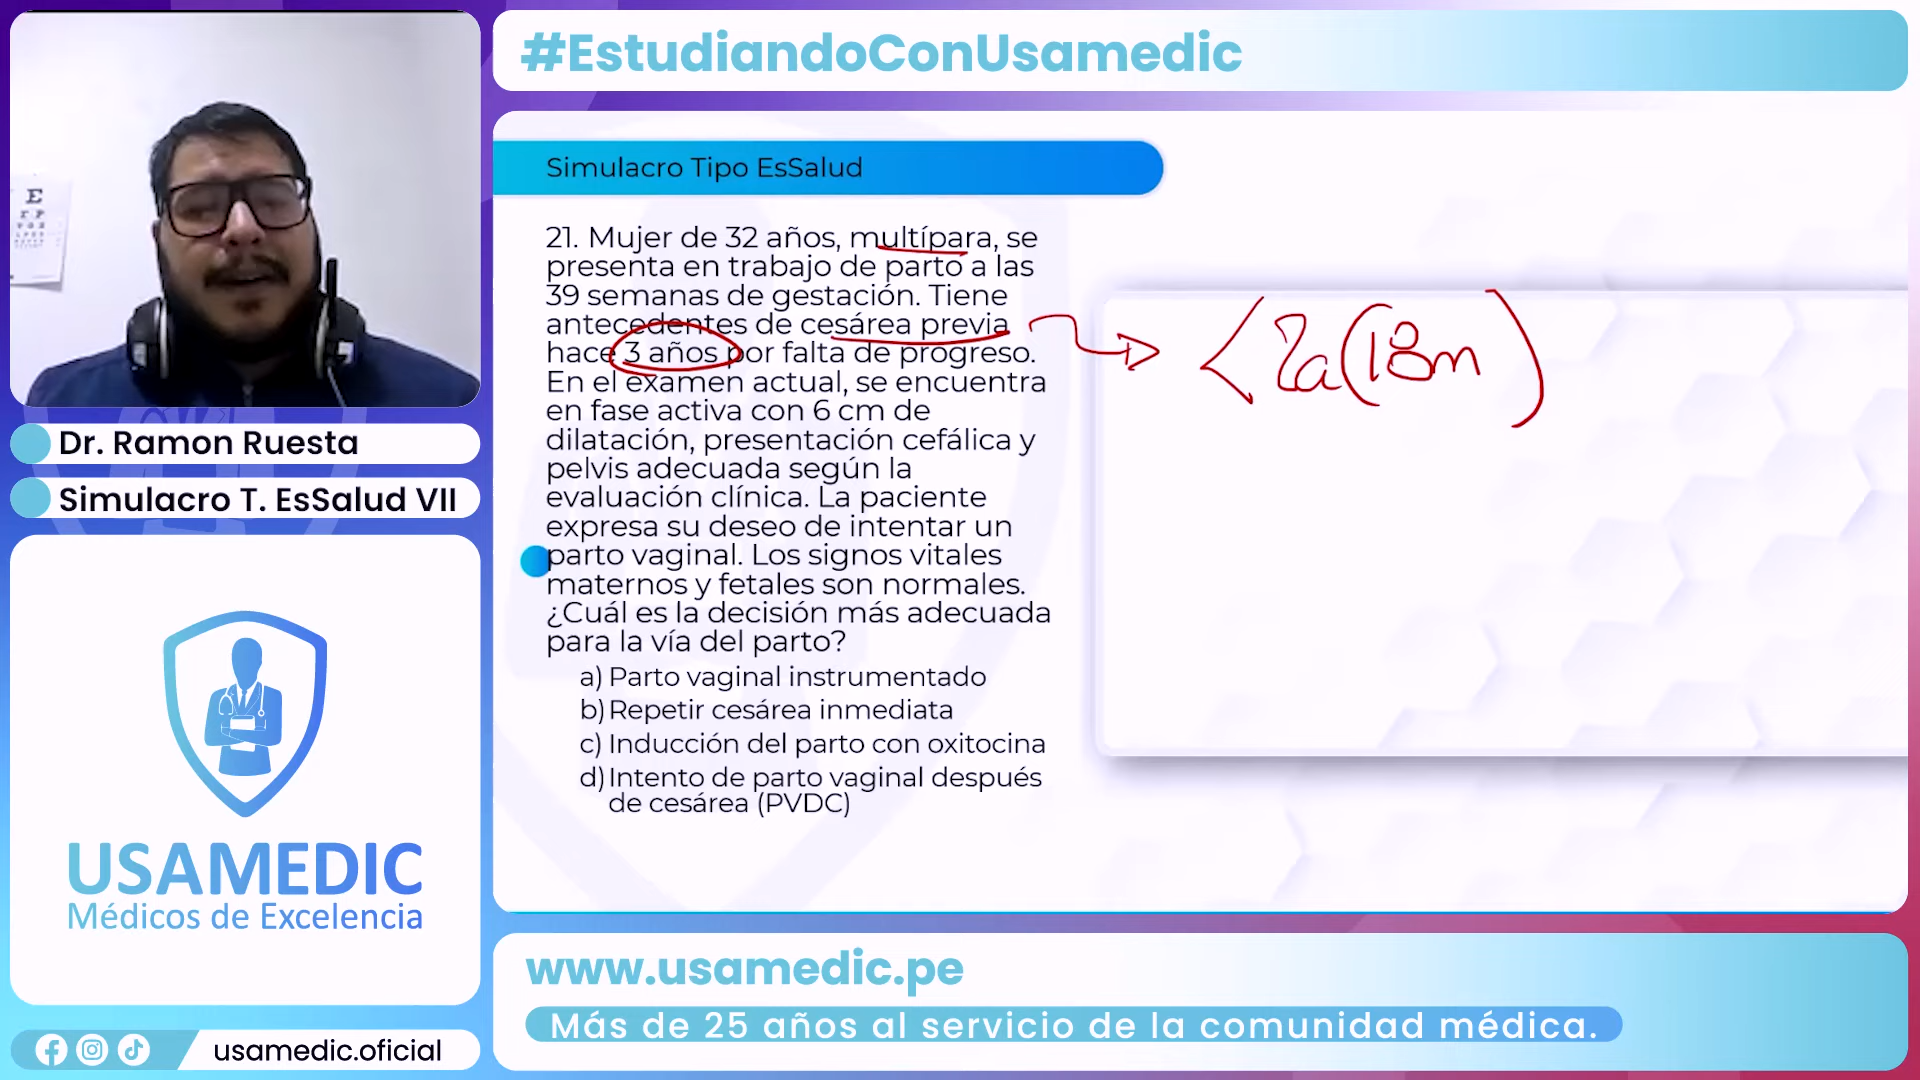 #EstudiandoConUsamedic
Simulacro Tipo EsSalud
21. Mujer de 32 años, multípara, se
presenta en trabajo de parto a las
39 semanas de gestación. Tiene
antecedentes de cesárea previa
hace 3 años por falta de progreso.
En el examen actual, se encuentra
en fase activa con 6 cm de
dilatación, presentación cefálica y
pelvis adecuada según la
evaluación clínica. La paciente
expresa su deseo de intentar un
parto vaginal. Los signos vitales
maternos y fetales son normales.
¿Cuál es la decisión más adecuada
para la vía del parto?
a) Parto vaginal instrumentado
b) Repetir cesárea inmediata
c) Inducción del parto con oxitocina
d) Intento de parto vaginal después
de cesárea (PVDC)
< 2a (18m)
E
Dr. Ramon Ruesta
Simulacro T. EsSalud VII
USAMEDIC
Médicos de Excelencia
usamedic.oficial
www.usamedic.pe
Más de 25 años al servicio de la comunidad médica.